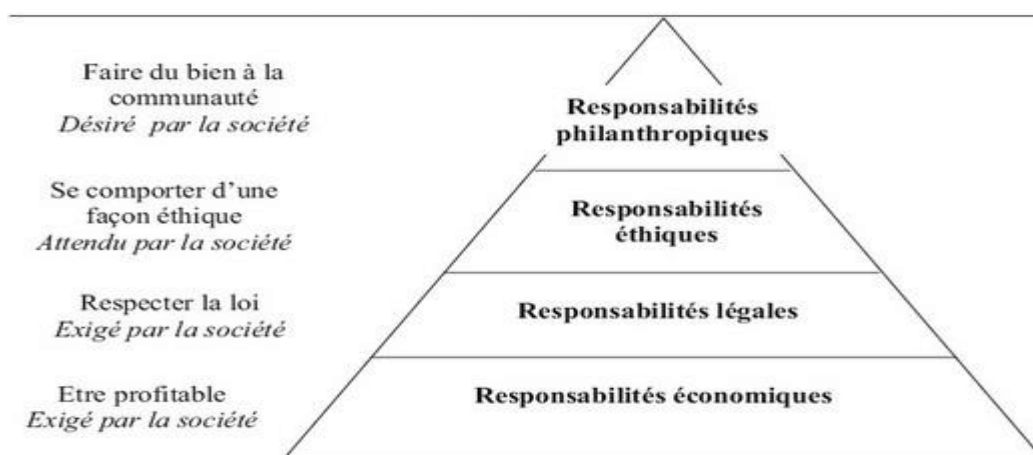 Faire du bien à la
communauté
Désiré par la société
Responsabilités
philanthropiques
Se comporter d'une
façon éthique
Attendu par la société
Responsabilités
éthiques
Respecter la loi
Exigé par la société
Responsabilités légales
Etre profitable
Exigé par la société
Responsabilités économiques